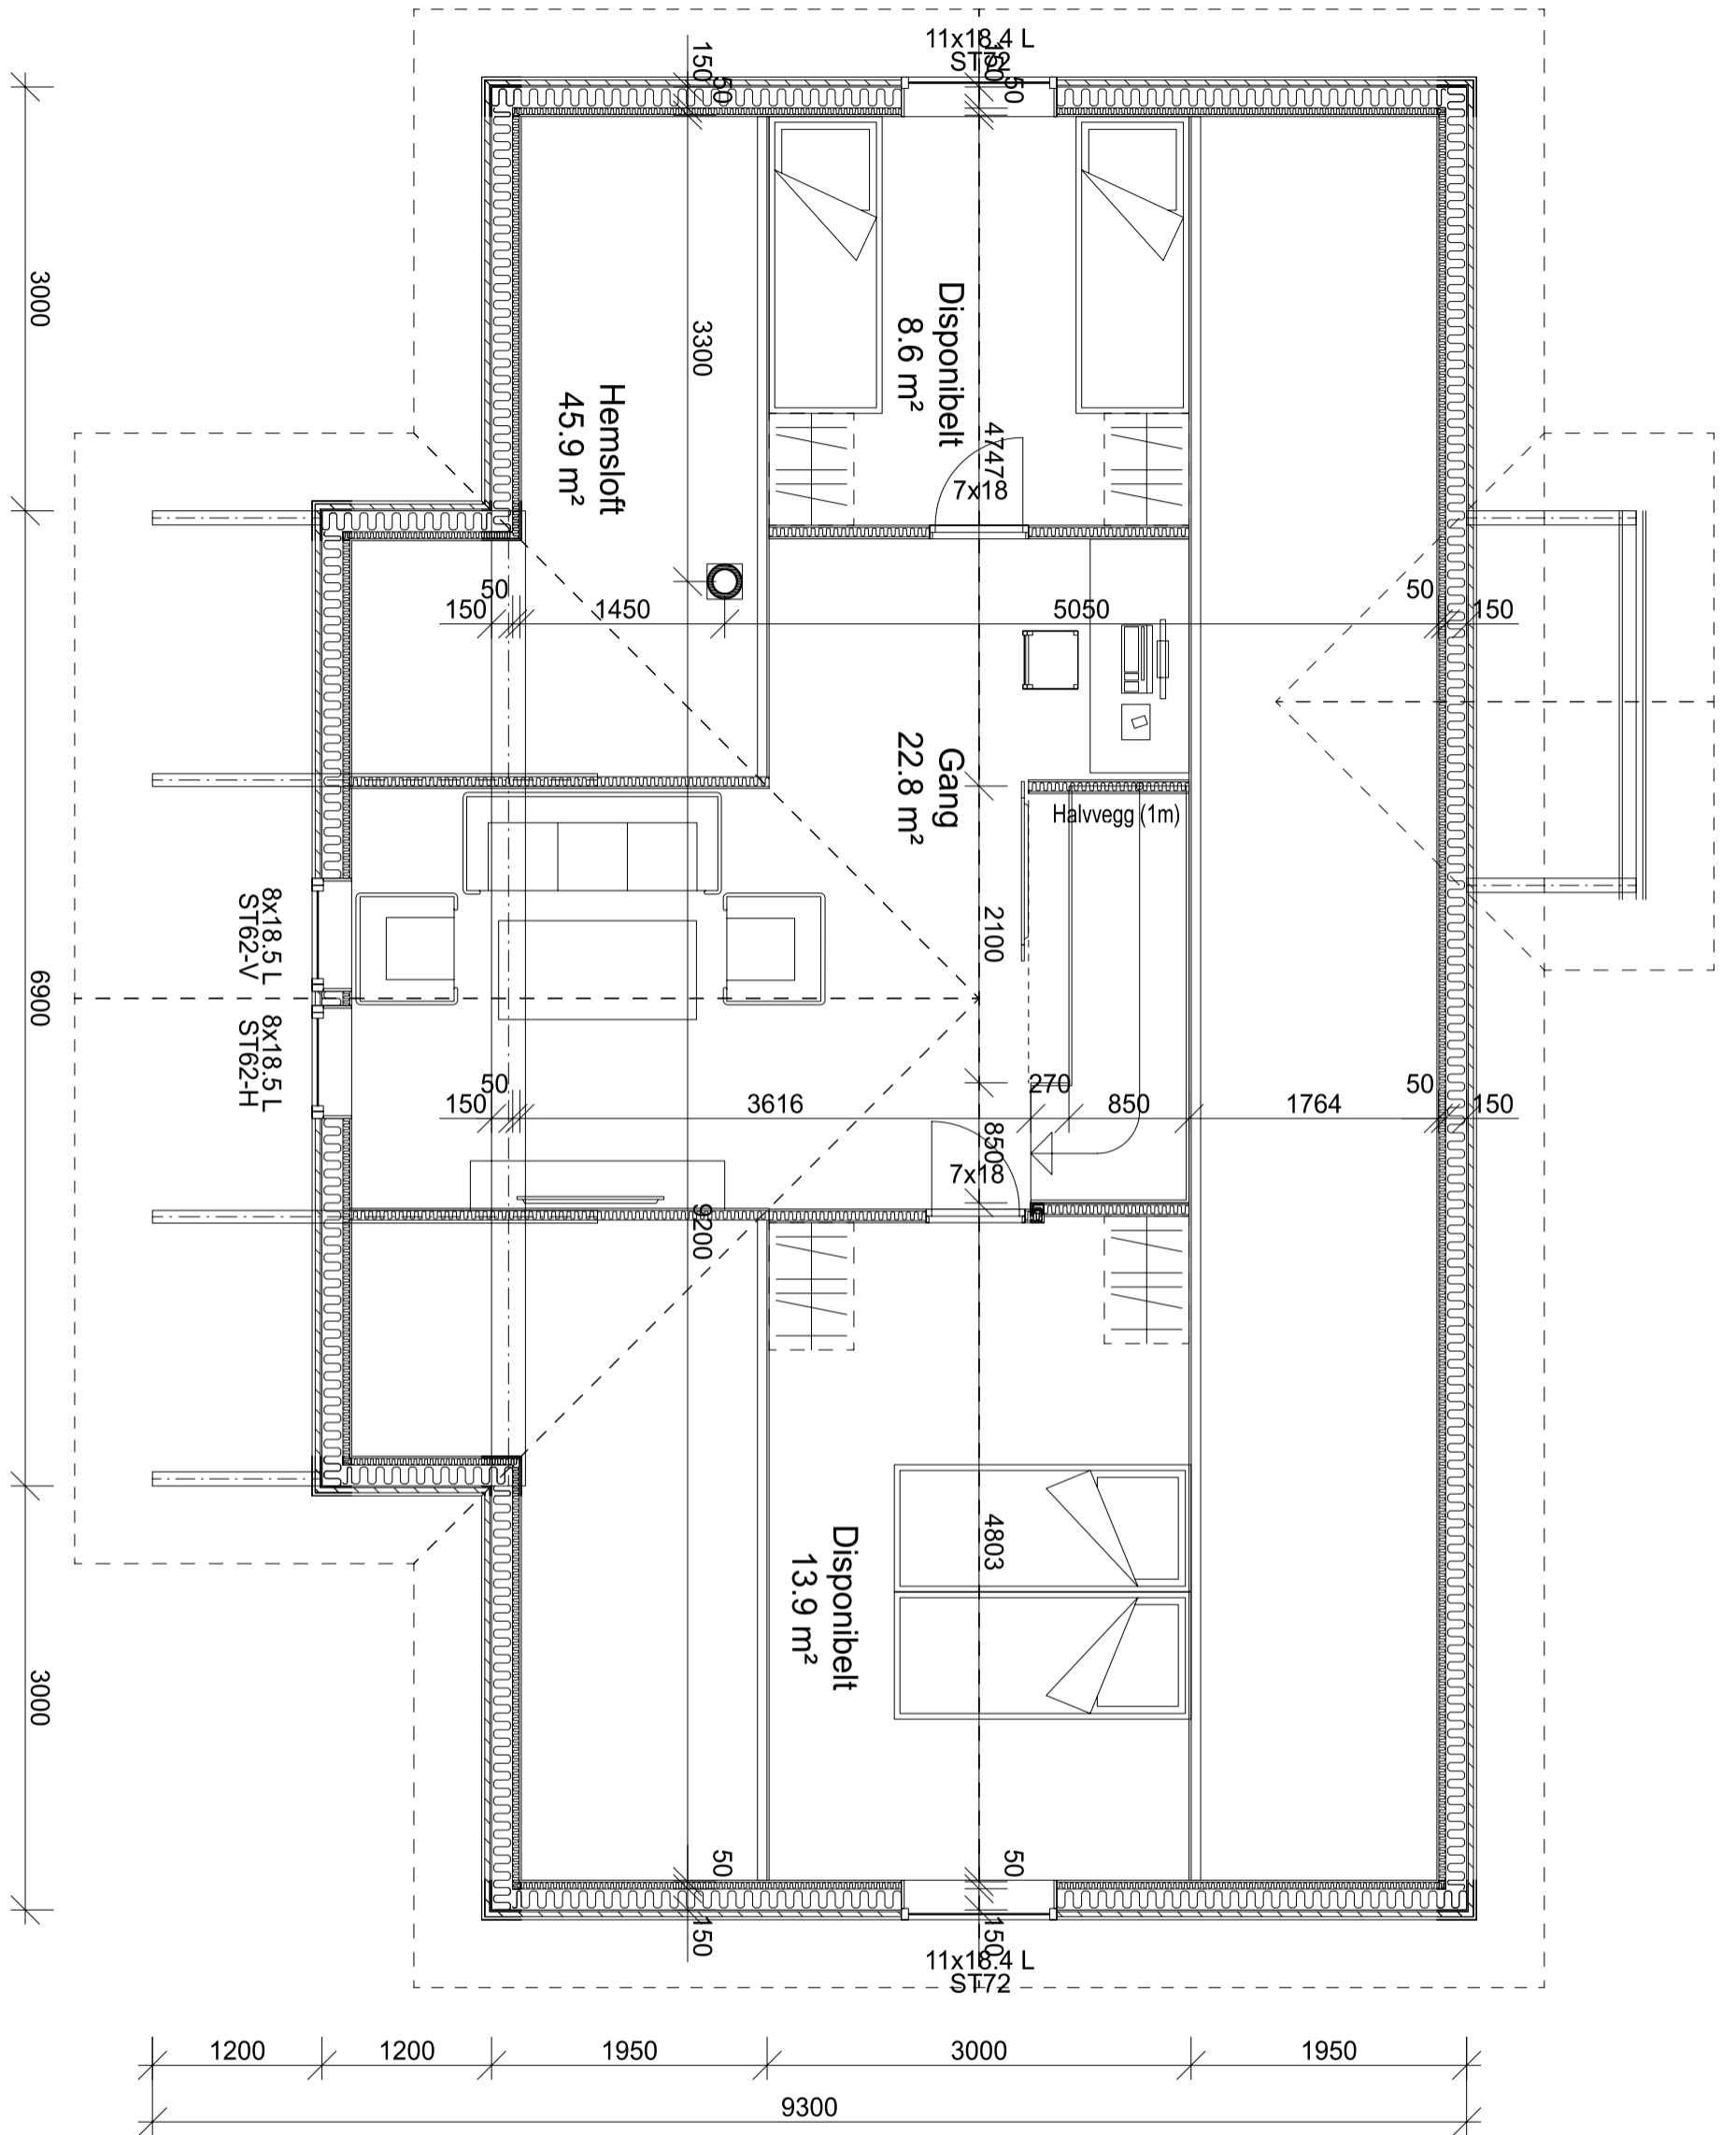 11x18.4 L
ST72
150
50
150
50
3000
6900
3000
3300
Disponibelt
8.6 m²
Hemsloft
45.9 m²
4747
7x18
150
50
1450
5050
50
150
Gang
22.8 m²
Halvvegg (1m)
2100
8x18.5 L
ST62-V
8x18.5 L
ST62-H
150
50
3616
270
850
1764
50
150
850
7x18
9200
4803
Disponibelt
13.9 m²
50
150
50
150
11x18.4 L
ST72
1200
1200
1950
3000
1950
9300